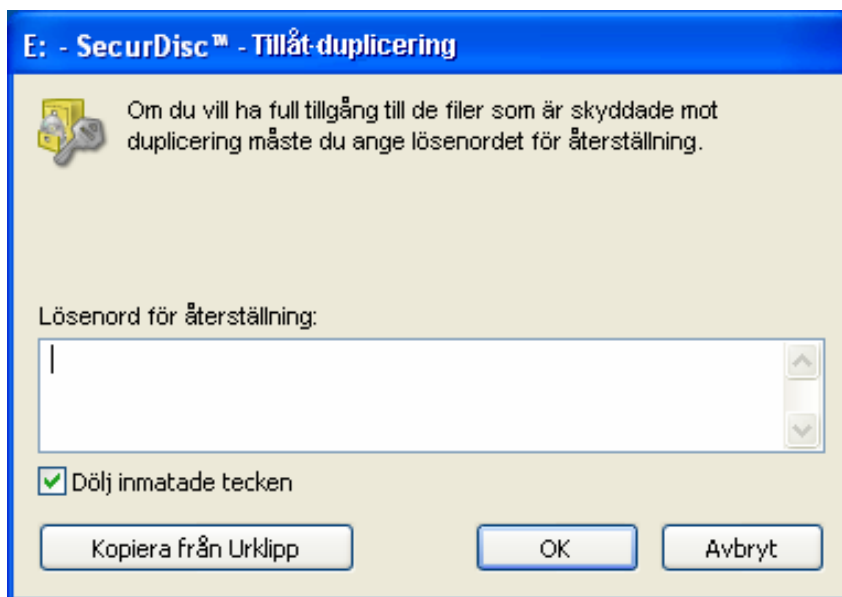 E: - SecurDisc™ - Tillåt-duplicering
Om du vill ha full tillgång till de filer som är skyddade mot
duplicering måste du ange lösenordet för återställning.
Lösenord för återställning:
Dölj inmatade tecken
Kopiera från Urklipp
OK
Avbryt